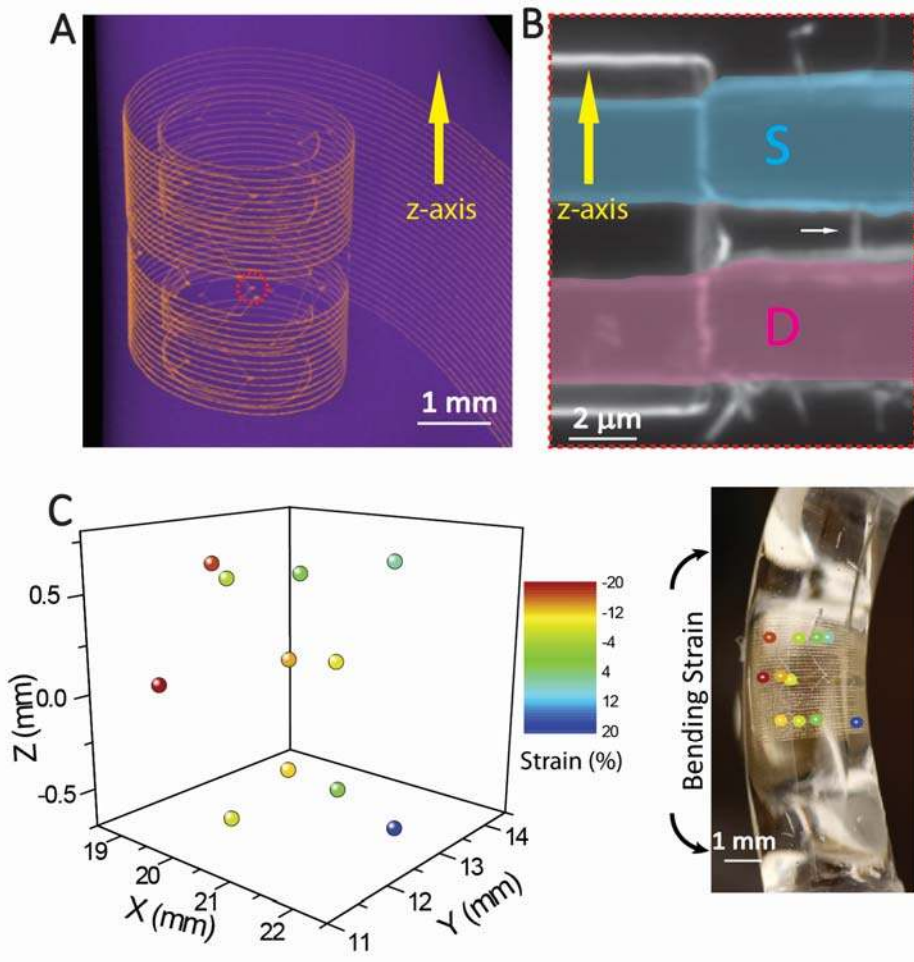 A
z-axis
1 mm
B
z-axis
S
D
2 μm
C
0.5
0.0
-0.5
Z (mm)
19
20
21
22
X (mm)
11
12
13
14
Y (mm)
-20
-12
-4
4
12
20
Strain (%)
Bending Strain
1 mm